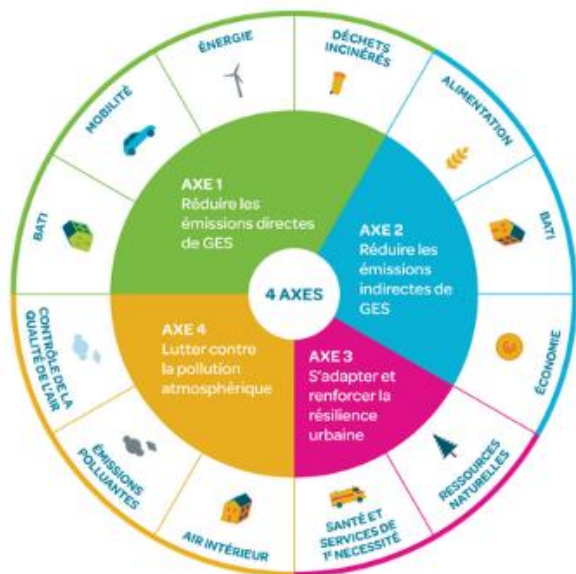 4 AXES
AXE 1
Réduire les
émissions directes
de GES
BATI
MOBILITÉ
ÉNERGIE
DÉCHETS
INCINÉRÉS
AXE 2
Réduire les
émissions
indirectes de
GES
ALIMENTATION
BATI
ÉCONOMIE
AXE 3
S'adapter et
renforcer la
résilience
urbaine
RESSOURCES
NATURELLES
SANTÉ ET
SERVICES DE
1E NÉCESSITÉ
AXE 4
Lutter contre
la pollution
atmosphérique
AIR INTÉRIEUR
ÉMISSIONS
POLLUANTES
CONTRÔLE DE LA
QUALITÉ DE L'AIR